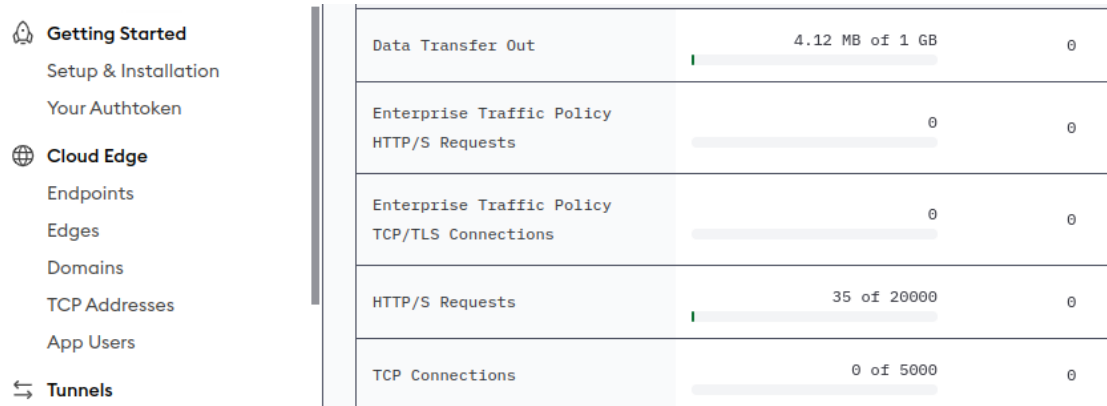 Getting Started
Setup & Installation
Your Authtoken
Cloud Edge
Endpoints
Edges
Domains
TCP Addresses
App Users
Tunnels
Data Transfer Out 4.12 MB of 1 GB 0
Enterprise Traffic Policy
HTTP/S Requests 0 0
Enterprise Traffic Policy
TCP/TLS Connections 0 0
HTTP/S Requests 35 of 20000 0
TCP Connections 0 of 5000 0